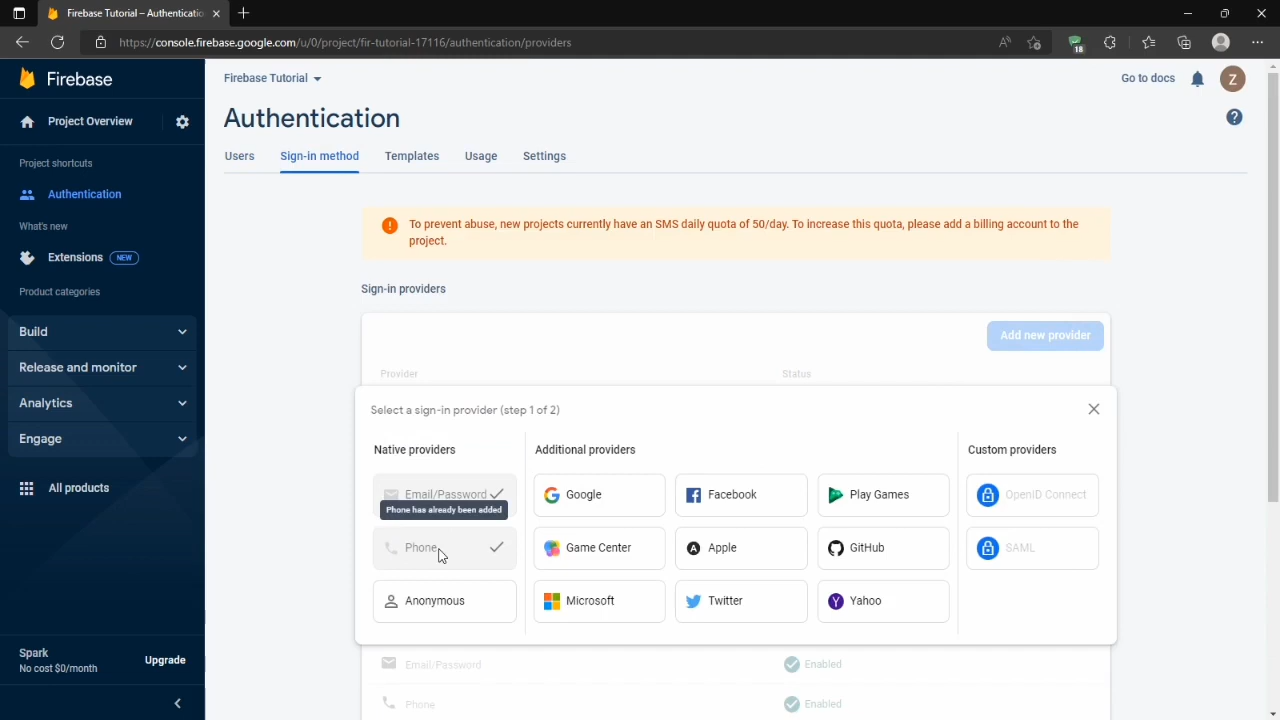 Firebase Tutorial – Authenticatio
https://console.firebase.google.com/u/0/project/fir-tutorial-17116/authentication/providers
18
Firebase
Firebase Tutorial
Go to docs
Z
Project Overview
Authentication
Users
Sign-in method
Templates
Usage
Settings
Project shortcuts
Authentication
What's new
Extensions NEW
Product categories
Build
Release and monitor
Analytics
Engage
All products
Spark
No cost $0/month
Upgrade
To prevent abuse, new projects currently have an SMS daily quota of 50/day. To increase this quota, please add a billing account to the
project.
Sign-in providers
Add new provider
Provider
Status
Select a sign-in provider (step 1 of 2)
Native providers
Additional providers
Custom providers
Email/Password
Google
Facebook
Play Games
OpenID Connect
Phone has already been added
Phone
Game Center
Apple
GitHub
SAML
Anonymous
Microsoft
Twitter
Yahoo
Email/Password
Enabled
Phone
Enabled